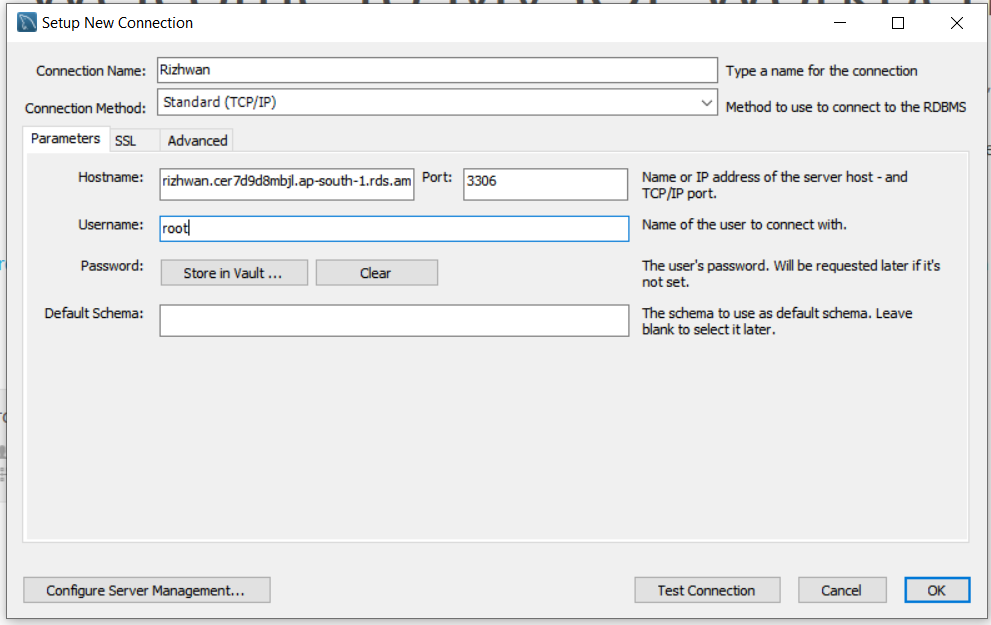 Setup New Connection
Connection Name: Rizhwan Type a name for the connection
Connection Method: Standard (TCP/IP) Method to use to connect to the RDBMS
Parameters SSL Advanced
Hostname: rizhwan.cer7d9d8mbjl.ap-south-1.rds.am Port: 3306 Name or IP address of the server host - and
TCP/IP port.
Username: root Name of the user to connect with.
Password: Store in Vault ... Clear The user's password. Will be requested later if it's
not set.
Default Schema: The schema to use as default schema. Leave
blank to select it later.
Configure Server Management... Test Connection Cancel OK